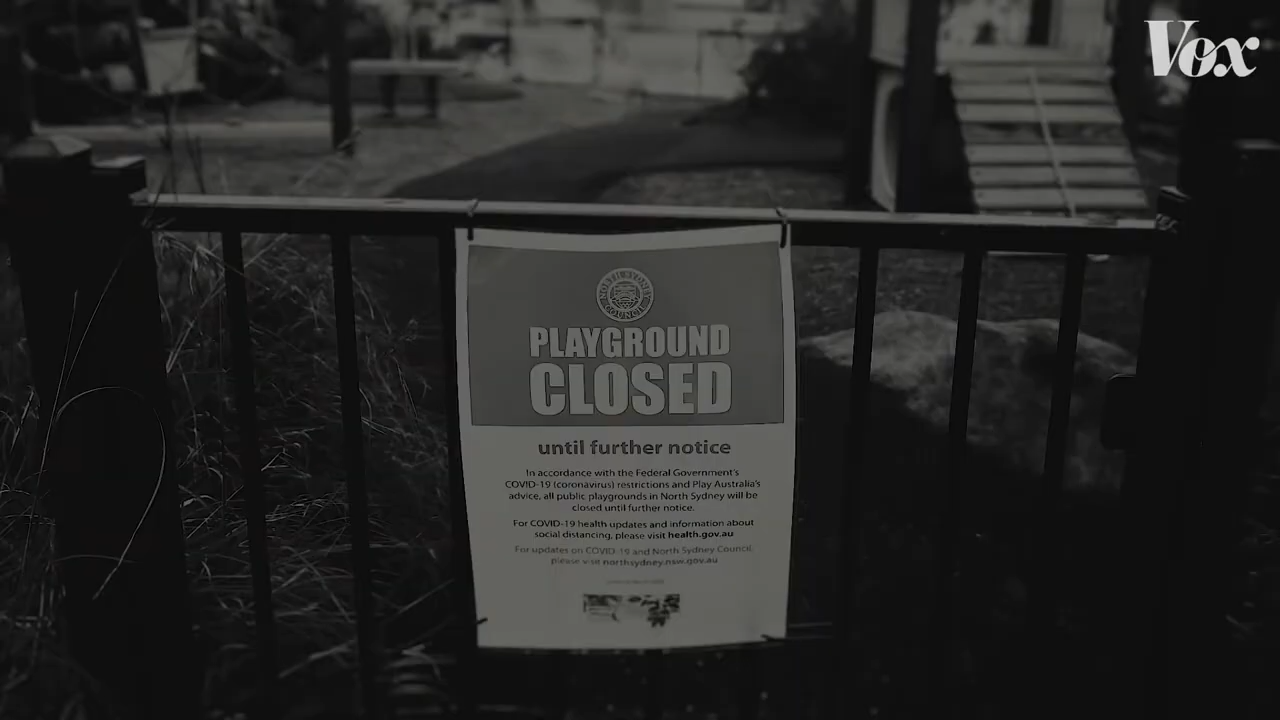 Vox
NORTH SYDNEY
COUNCIL
PLAYGROUND
CLOSED
until further notice
In accordance with the Federal Government's
COVID-19 (coronavirus) restrictions and Play Australia's
advice, all public playgrounds in North Sydney will be
closed until further notice.
For COVID-19 health updates and information about
social distancing, please visit health.gov.au
For updates on COVID-19 and North Sydney Council,
please visit northsydney.nsw.gov.au